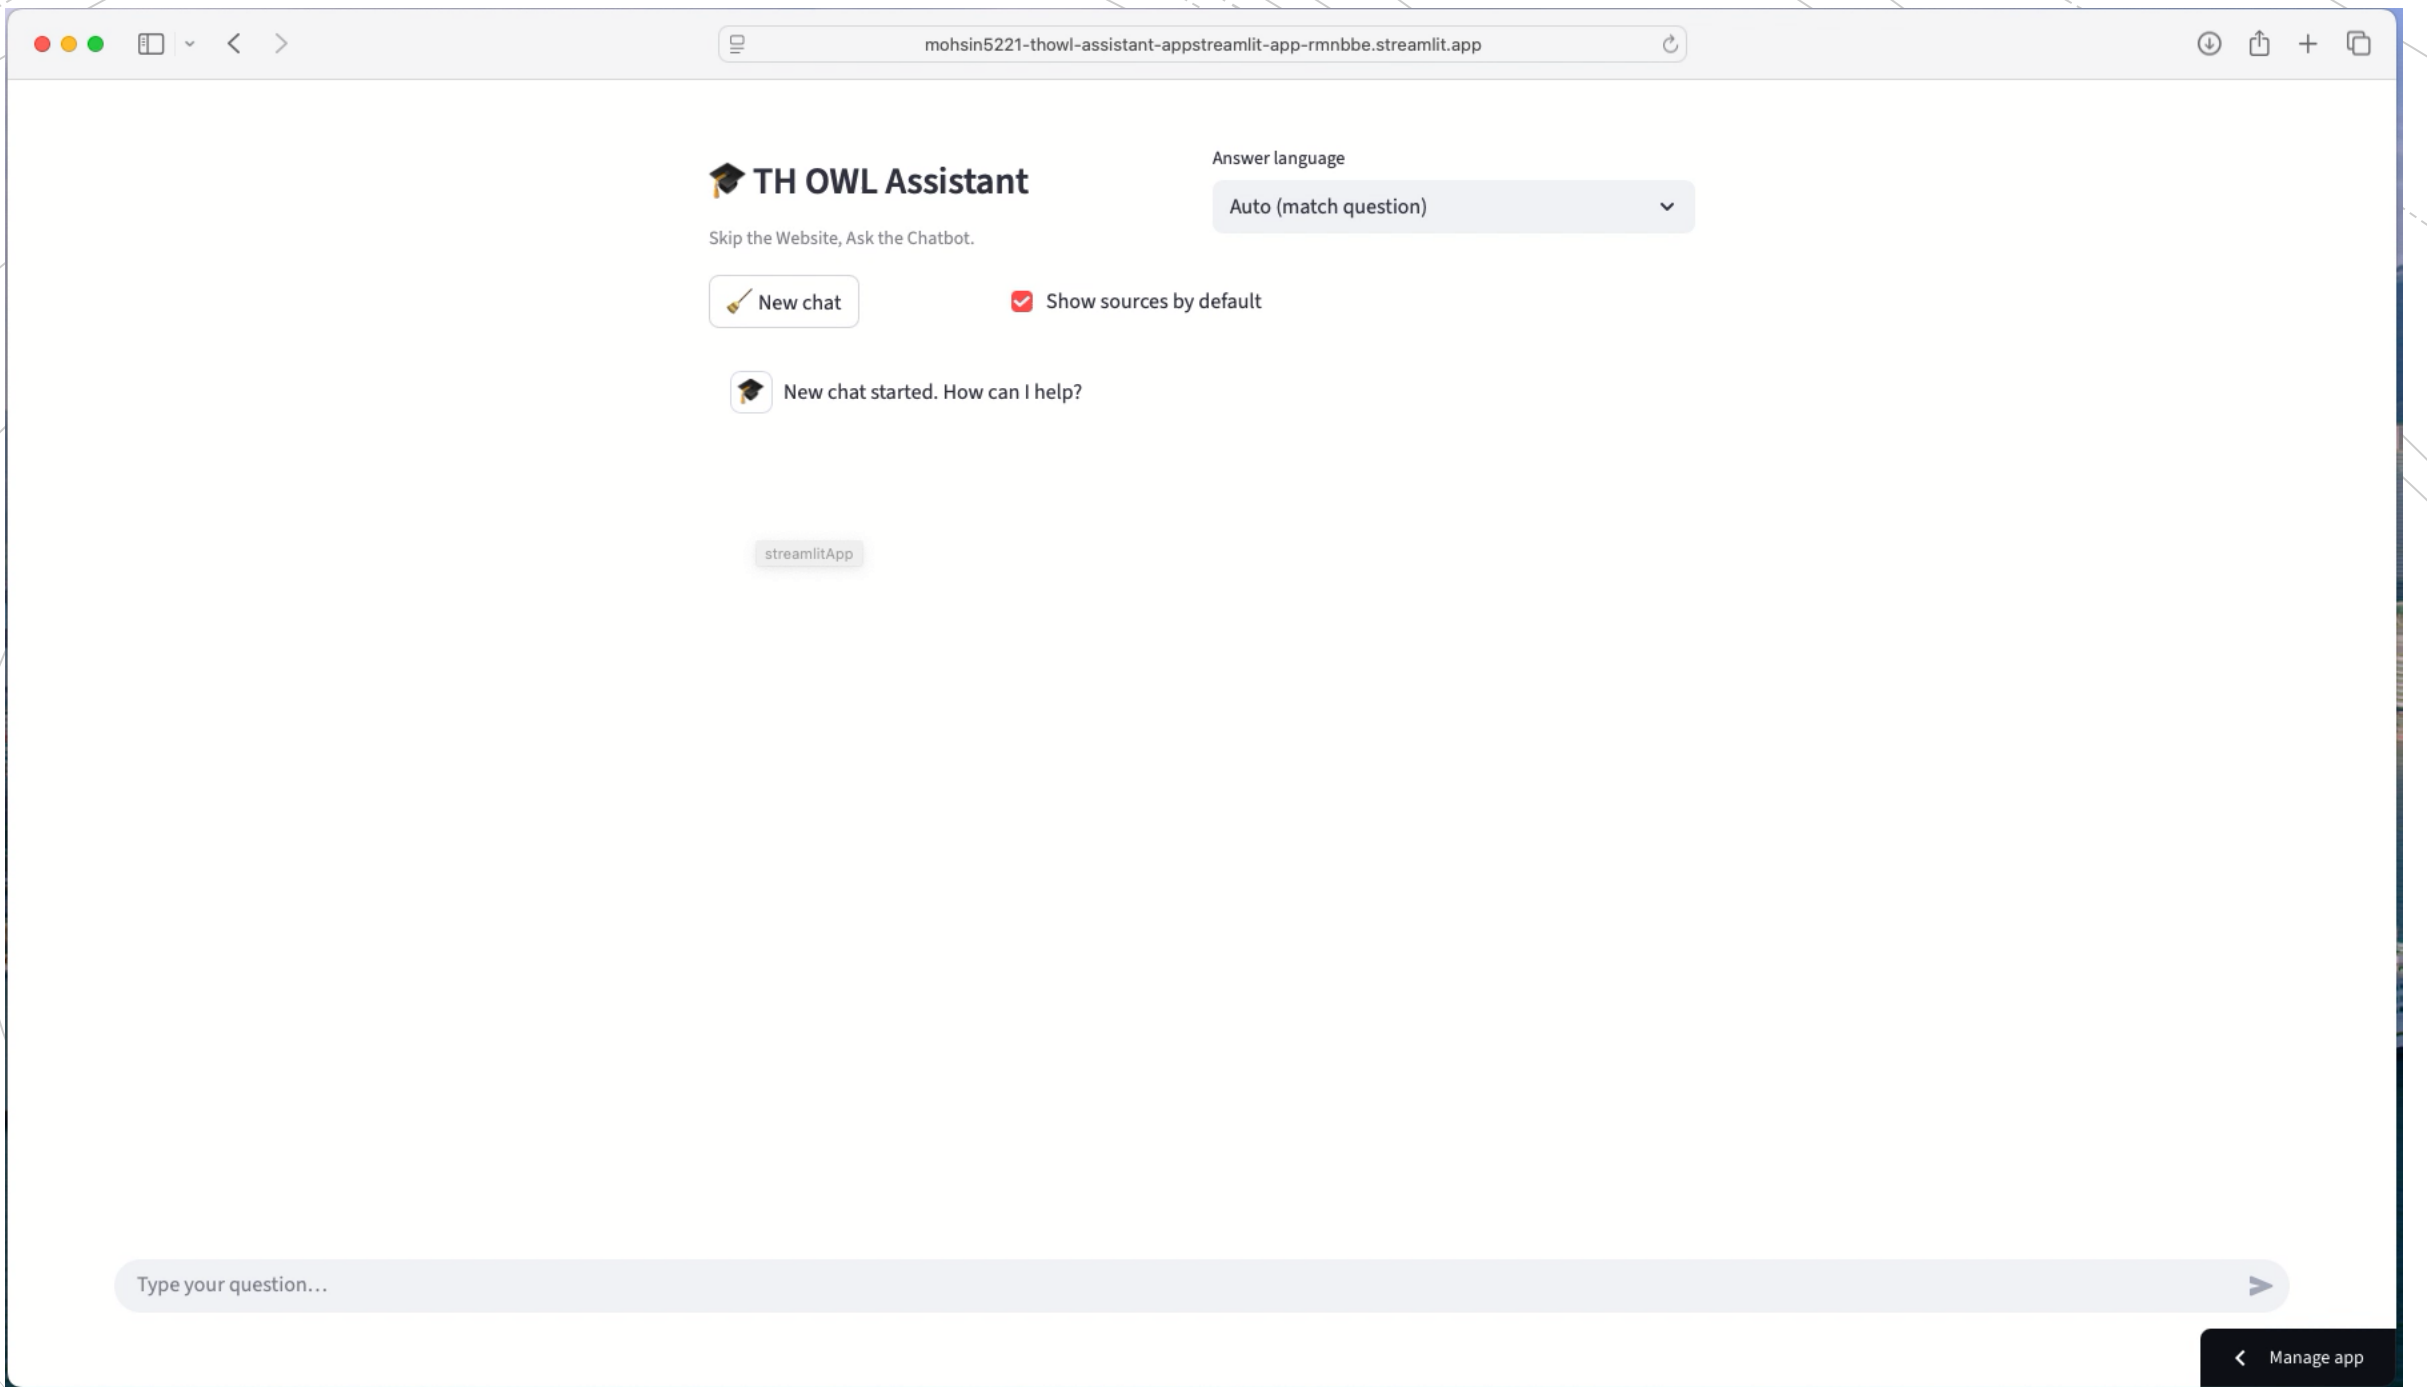 mohsin5221-thowl-assistant-appstreamlit-app-rmnbbe.streamlit.app
TH OWL Assistant
Skip the Website, Ask the Chatbot.
Answer language
Auto (match question)
New chat
Show sources by default
New chat started. How can I help?
streamlitApp
Type your question...
Manage app